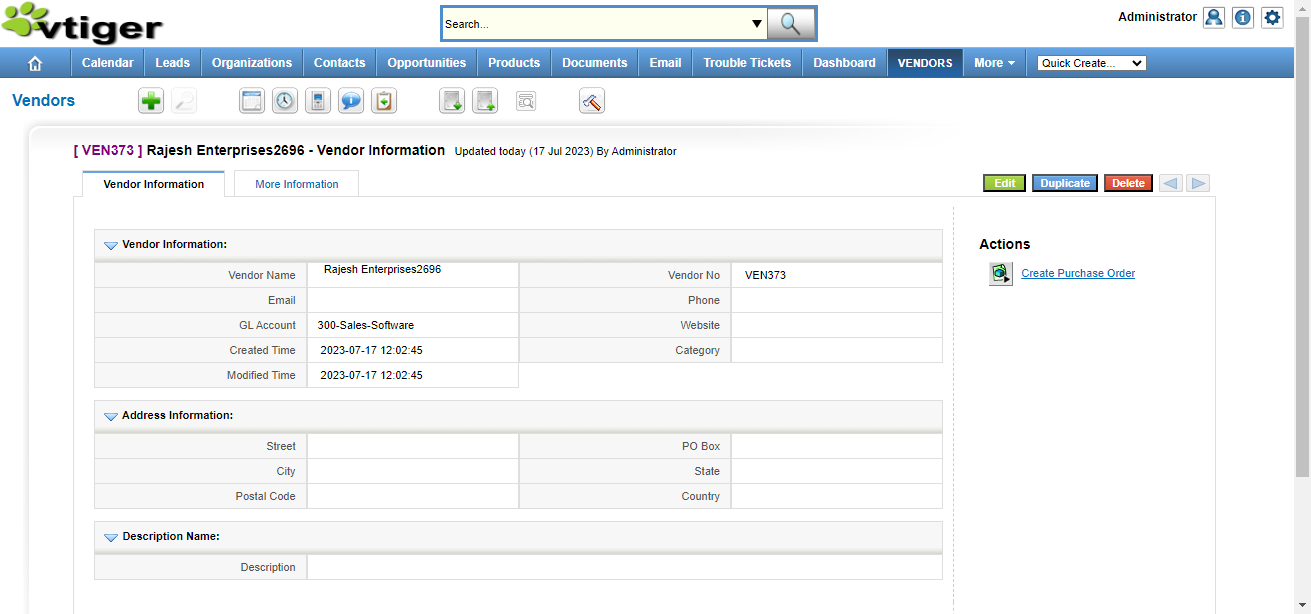 vtiger
Search...
Administrator
Calendar Leads Organizations Contacts Opportunities Products Documents Email Trouble Tickets Dashboard VENDORS More Quick Create...
Vendors
[ VEN373 ] Rajesh Enterprises2696 - Vendor Information Updated today (17 Jul 2023) By Administrator
Vendor Information More Information Edit Duplicate Delete
Vendor Information:
Actions
Vendor Name Rajesh Enterprises2696 Vendor No VEN373
Create Purchase Order
Email Phone
GL Account 300-Sales-Software Website
Created Time 2023-07-17 12:02:45 Category
Modified Time 2023-07-17 12:02:45
Address Information:
Street PO Box
City State
Postal Code Country
Description Name:
Description